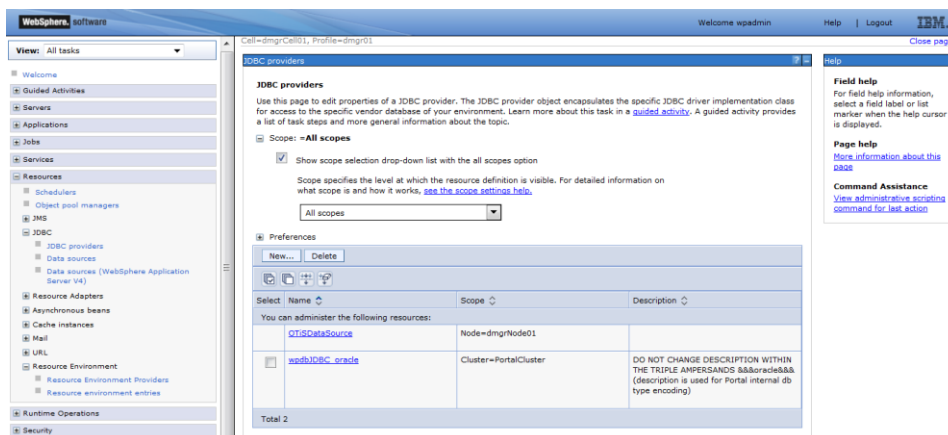 WebSphere. software
Welcome wpadmin
Help | Logout
IBM.
View: All tasks
Welcome
Guided Activities
Servers
Applications
Jobs
Services
Resources
Schedulers
Object pool managers
JMS
JDBC
JDBC providers
Data sources
Data sources (WebSphere Application
Server V4)
Resource Adapters
Asynchronous beans
Cache instances
Mail
URL
Resource Environment
Resource Environment Providers
Resource environment entries
Runtime Operations
Security
Cell=dmgrCell01, Profile=dmgr01
Close pag
JDBC providers
? -
JDBC providers
Use this page to edit properties of a JDBC provider. The JDBC provider object encapsulates the specific JDBC driver implementation class
for access to the specific vendor database of your environment. Learn more about this task in a guided activity. A guided activity provides
a list of task steps and more general information about the topic.
Scope: =All scopes
Show scope selection drop-down list with the all scopes option
Scope specifies the level at which the resource definition is visible. For detailed information on
what scope is and how it works, see the scope settings help.
All scopes
Preferences
New... Delete
Select Name Scope Description
You can administer the following resources:
OTiSDataSource Node=dmgrNode01
wpdbJDBC_oracle Cluster=PortalCluster DO NOT CHANGE DESCRIPTION WITHIN
THE TRIPLE AMPERSANDS &&&oracle&&&
(description is used for Portal internal db
type encoding)
Total 2
Help
Field help
For field help information,
select a field label or list
marker when the help cursor
is displayed.
Page help
More information about this
page
Command Assistance
View administrative scripting
command for last action